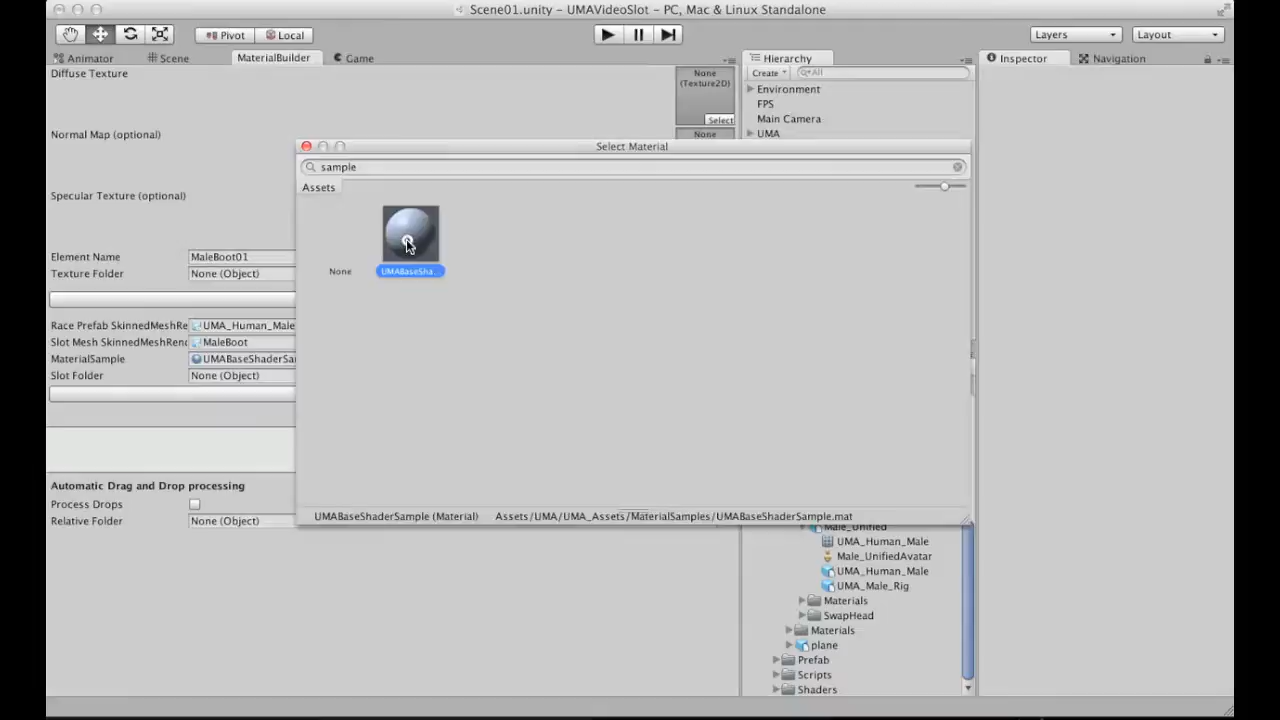 Scene01.unity – UMAVideoSlot – PC, Mac & Linux Standalone
Pivot Local Layers Layout
Animator Scene MaterialBuilder Game Hierarchy Inspector Navigation
Diffuse Texture
None
(Texture2D)
Select
Create All
Environment
FPS
Main Camera
UMA
Normal Map (optional)
None
Select Material
sample
Assets
Specular Texture (optional)
Element Name MaleBoot01
Texture Folder None (Object)
None UMABaseSha...
Race Prefab SkinnedMeshRe UMA_Human_Male
Slot Mesh SkinnedMeshRend MaleBoot
MaterialSample UMABaseShaderSa
Slot Folder None (Object)
Automatic Drag and Drop processing
Process Drops
Relative Folder None (Object)
UMABaseShaderSample (Material) Assets/UMA/UMA_Assets/MaterialSamples/UMABaseShaderSample.mat
Male_Unified
UMA_Human_Male
Male_UnifiedAvatar
UMA_Human_Male
UMA_Male_Rig
Materials
SwapHead
Materials
plane
Prefab
Scripts
Shaders